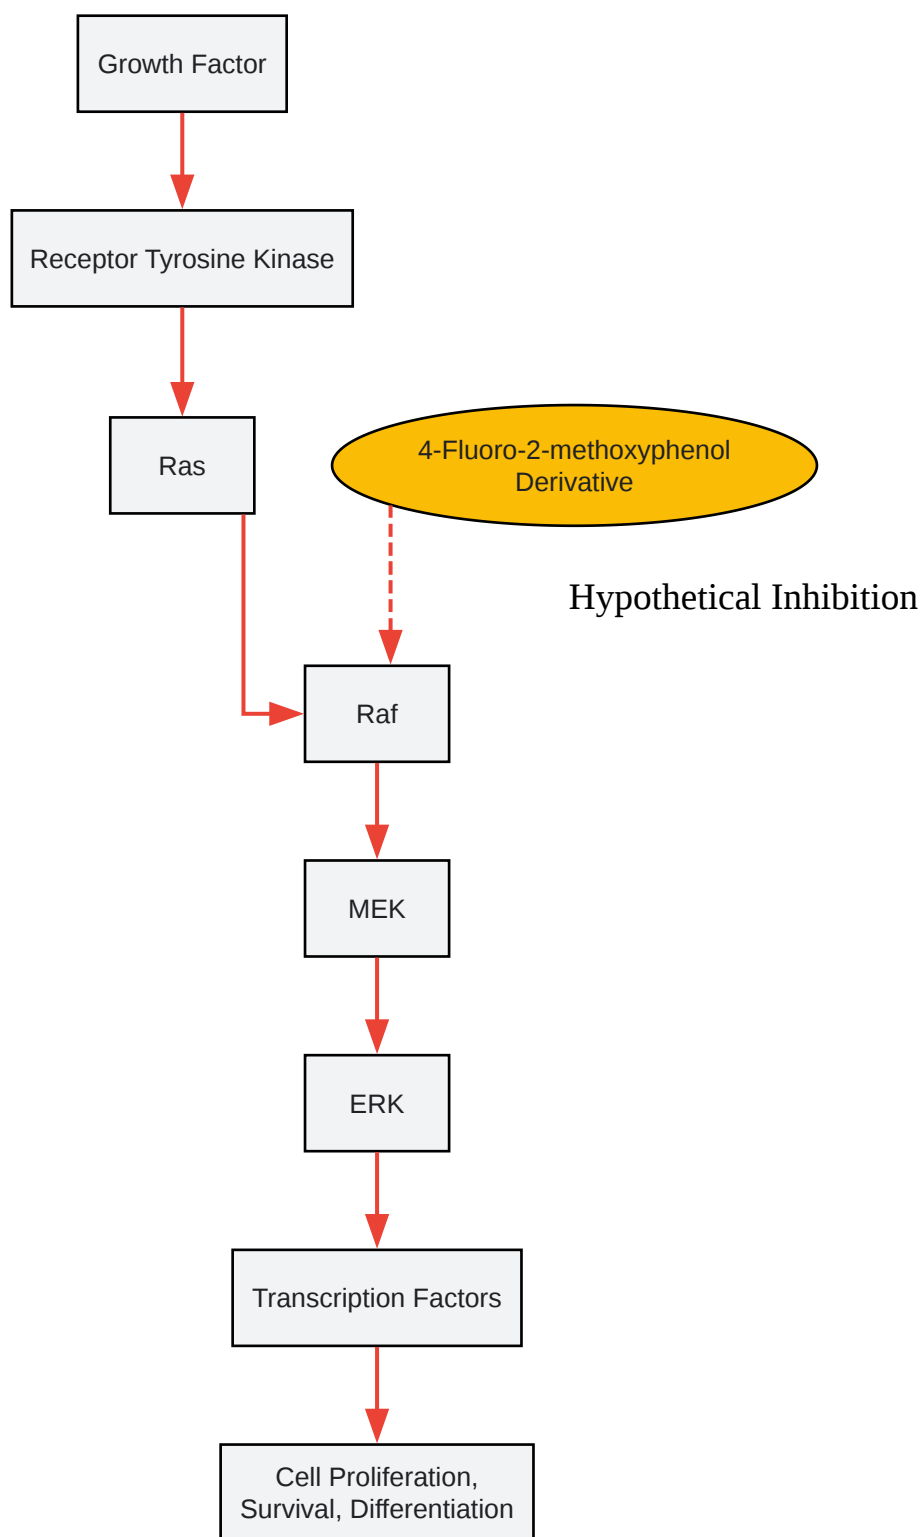 Growth Factor
Receptor Tyrosine Kinase
Ras
4-Fluoro-2-methoxyphenol
Derivative
Hypothetical Inhibition
Raf
MEK
ERK
Transcription Factors
Cell Proliferation,
Survival, Differentiation